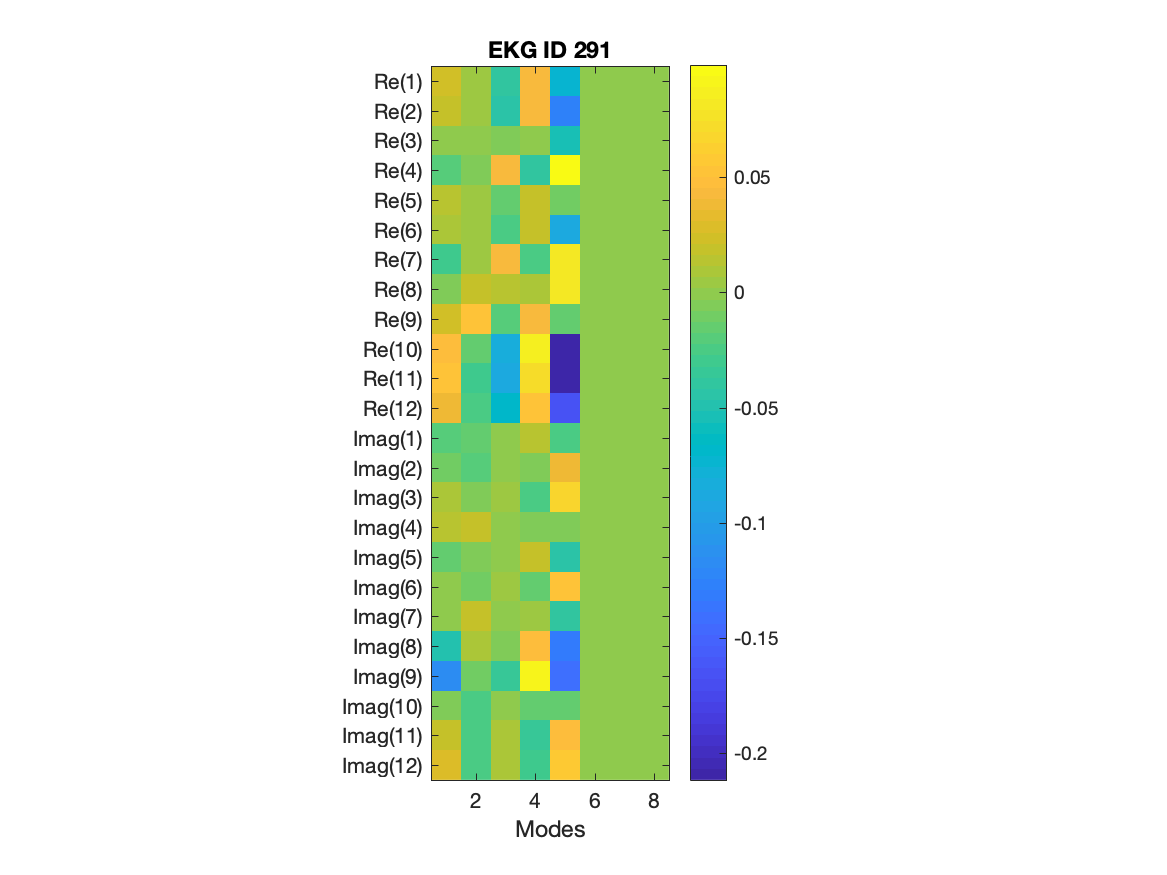 EKG ID 291
Re(1)
Re(2)
Re(3)
Re(4)
Re(5)
Re(6)
Re(7)
Re(8)
Re(9)
Re(10)
Re(11)
Re(12)
Imag(1)
Imag(2)
Imag(3)
Imag(4)
Imag(5)
Imag(6)
Imag(7)
Imag(8)
Imag(9)
Imag(10)
Imag(11)
Imag(12)
2 4 6 8
Modes
0.05
0
-0.05
-0.1
-0.15
-0.2